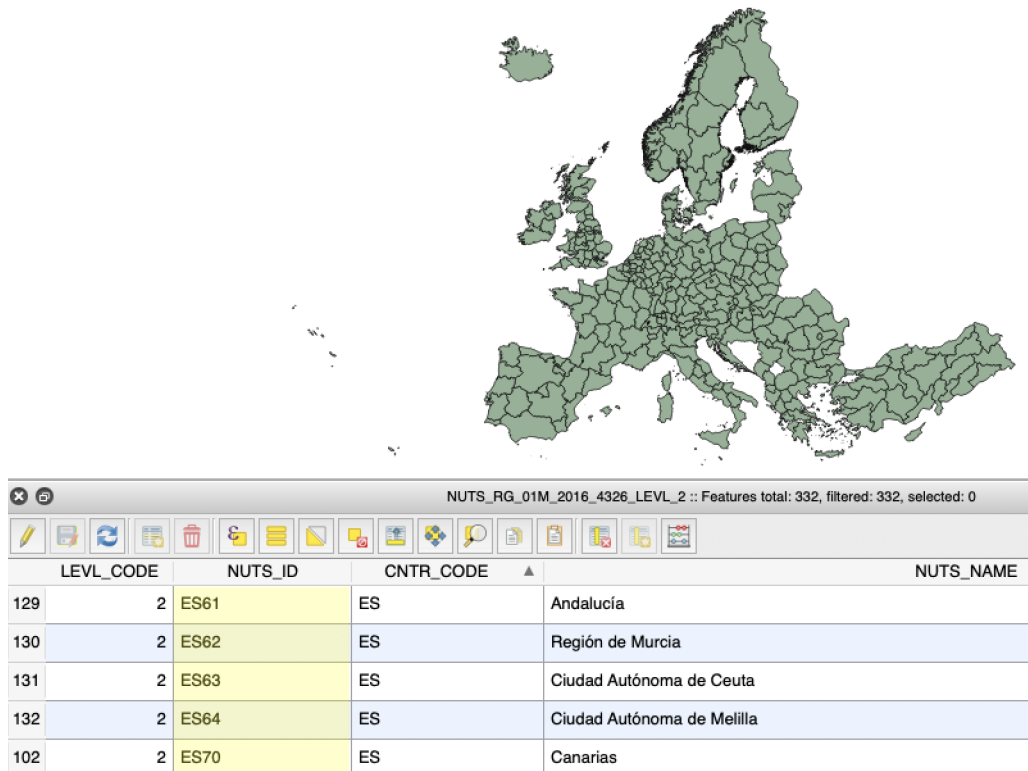 NUTS_RG_01M_2016_4326_LEVL_2 :: Features total: 332, filtered: 332, selected: 0
LEVL_CODE NUTS_ID CNTR_CODE NUTS_NAME
129 2 ES61 ES Andalucía
130 2 ES62 ES Región de Murcia
131 2 ES63 ES Ciudad Autónoma de Ceuta
132 2 ES64 ES Ciudad Autónoma de Melilla
102 2 ES70 ES Canarias